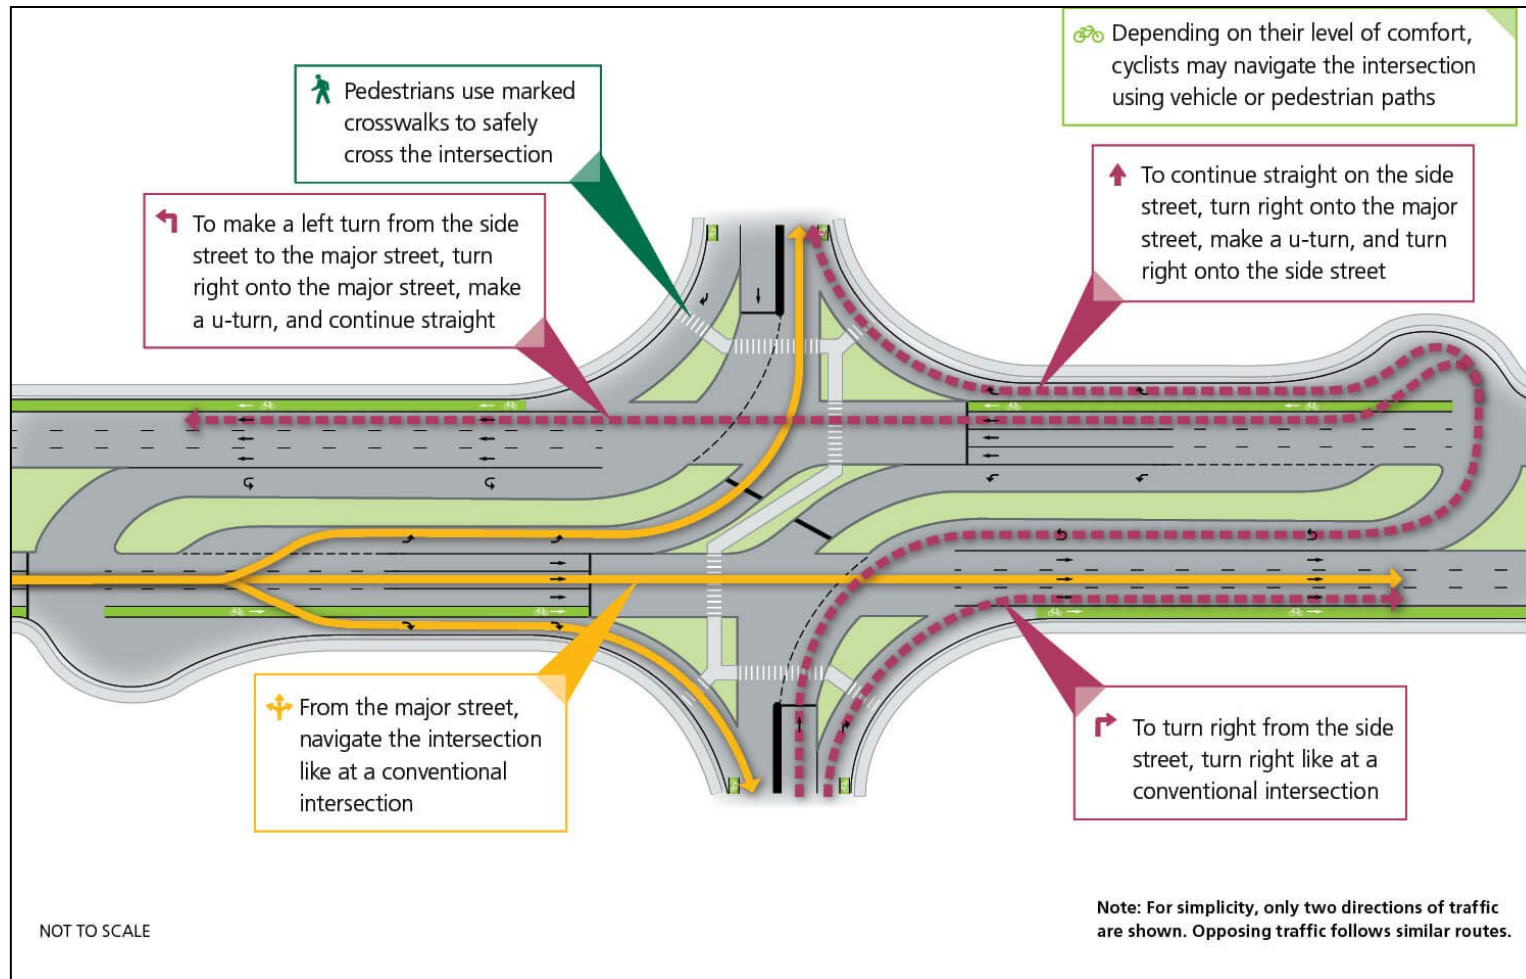 Depending on their level of comfort,
cyclists may navigate the intersection
using vehicle or pedestrian paths
Pedestrians use marked
crosswalks to safely
cross the intersection
To make a left turn from the side
street to the major street, turn
right onto the major street, make
a u-turn, and continue straight
To continue straight on the side
street, turn right onto the major
street, make a u-turn, and turn
right onto the side street
From the major street,
navigate the intersection
like at a conventional
intersection
To turn right from the side
street, turn right like at a
conventional intersection
NOT TO SCALE
Note: For simplicity, only two directions of traffic
are shown. Opposing traffic follows similar routes.